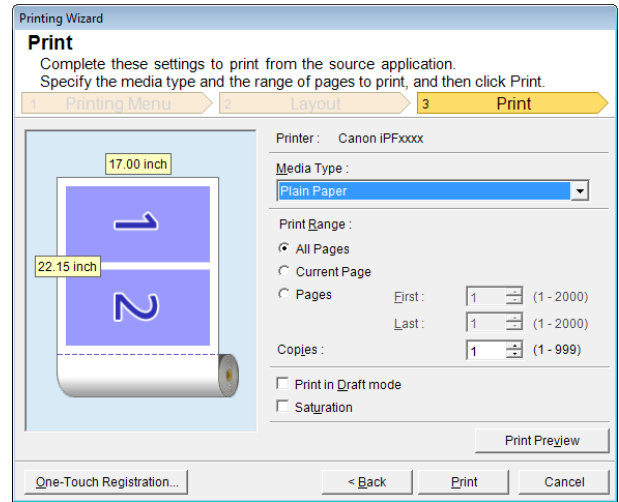 Printing Wizard
Print
Complete these settings to print from the source application.
Specify the media type and the range of pages to print, and then click Print.
1 Printing Menu 2 Layout 3 Print
Printer : Canon iPFxxxx
17.00 inch
Media Type :
Plain Paper
1
Print Range :
All Pages
22.15 inch
Current Page
Pages First : 1 (1 - 2000)
2
Last : 1 (1 - 2000)
Copies : 1 (1 - 999)
Print in Draft mode
Saturation
Print Preview
One-Touch Registration... < Back Print Cancel